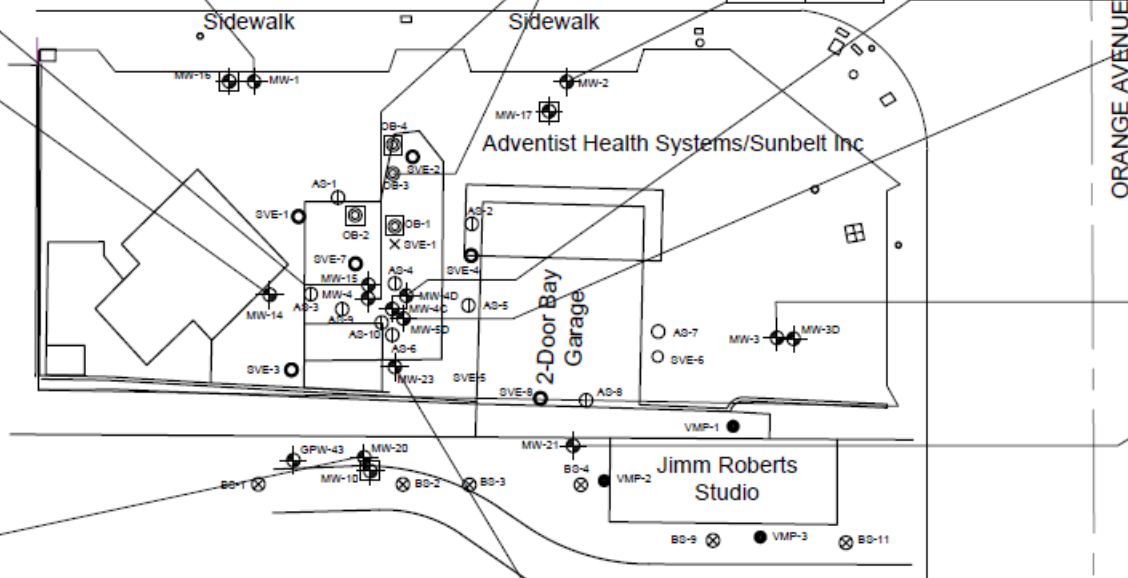 Sidewalk
Sidewalk
ORANGE AVENUE
MW-16
MW-1
MW-2
MW-17
OB-4
Adventist Health Systems/Sunbelt Inc
SVE-2
OB-3
AS-1
SVE-1
OB-2
OB-1
AS-2
SVE-1
SVE-7
SVE-4
MW-15
AS-4
MW-14
AS-3
MW-4
MW-4D
MW-4C
AS-5
AS-9
MW-5D
AS-10
AS-6
2-Door Bay
Garage
AS-7
MW-3
MW-3D
SVE-6
SVE-3
MW-23
SVE-5
SVE-8
AS-8
VMP-1
GPW-43
MW-20
MW-21
MW-10
BS-1
BS-2
BS-3
BS-4
VMP-2
Jimm Roberts
Studio
BS-9
VMP-3
BS-11